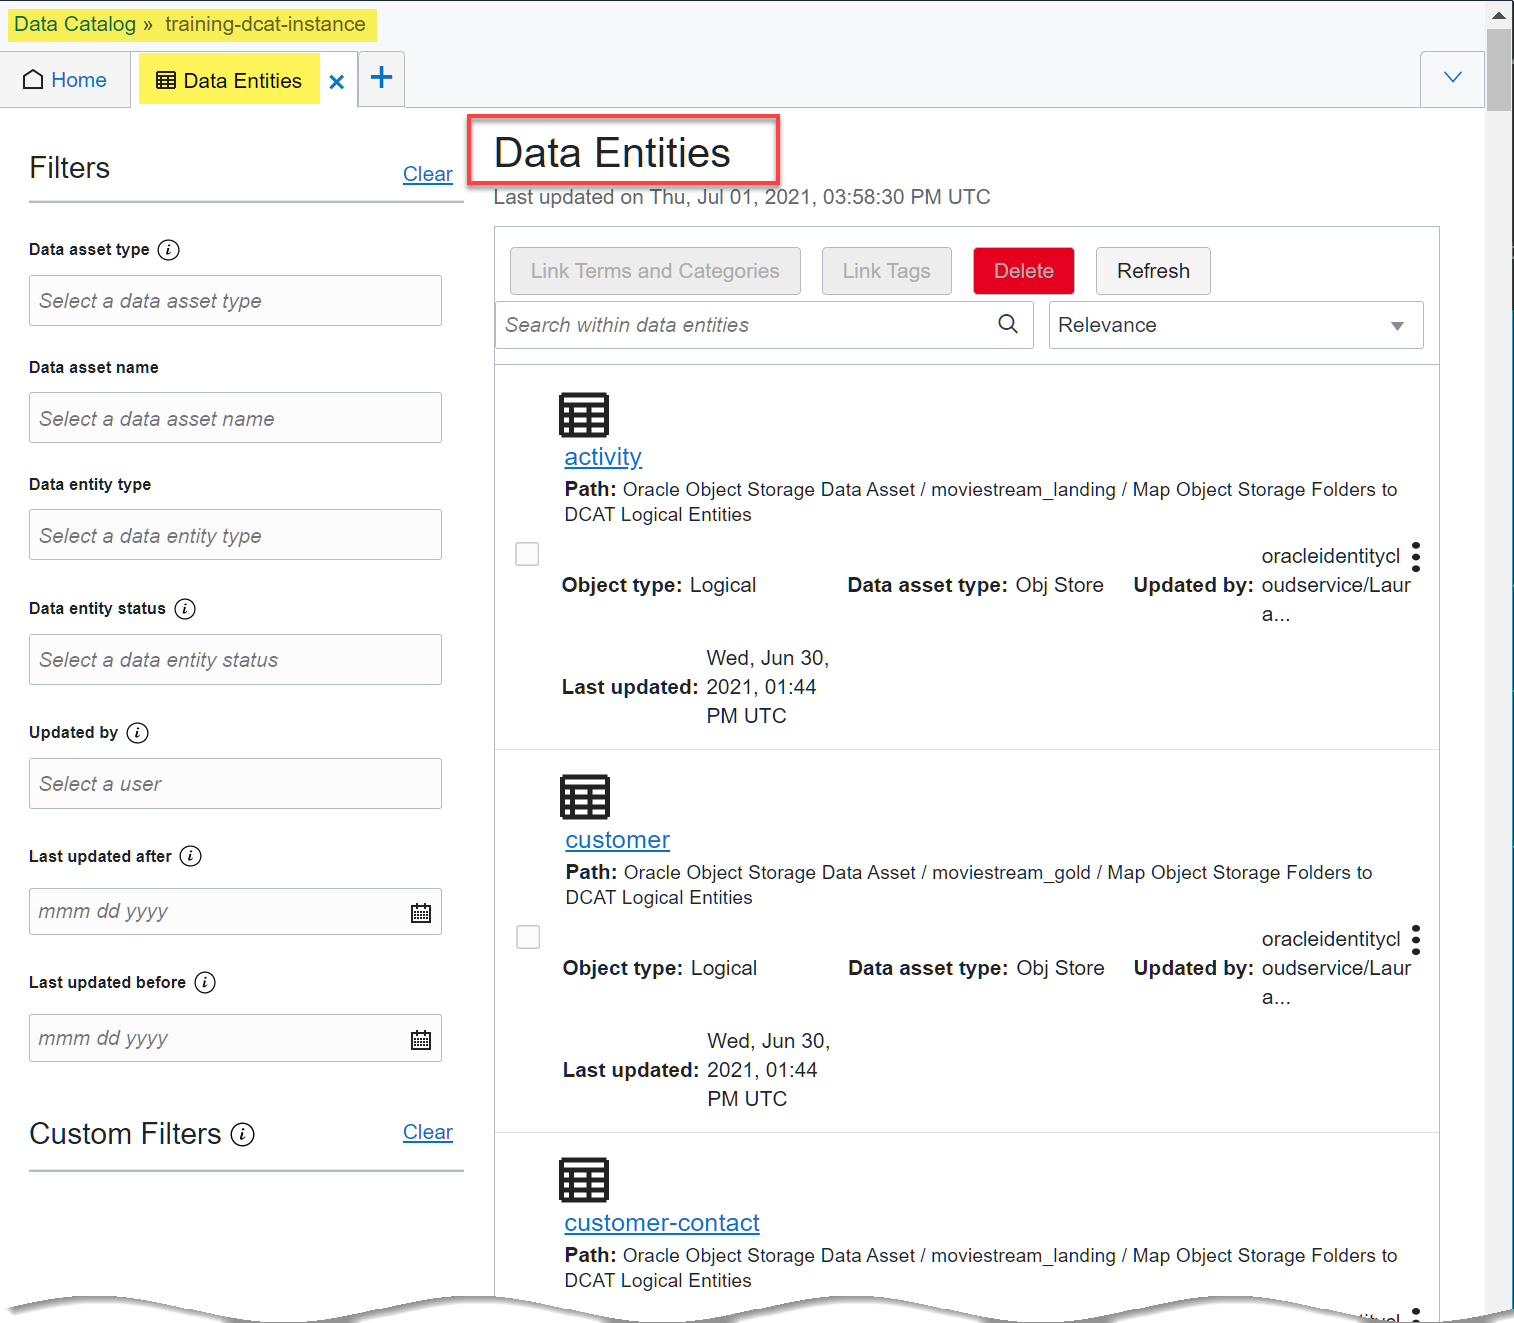 Data Catalog » training-dcat-instance
Home
Data Entities
Filters
Clear
Data asset type
Select a data asset type
Data asset name
Select a data asset name
Data entity type
Select a data entity type
Data entity status
Select a data entity status
Updated by
Select a user
Last updated after
mmm dd yyyy
Last updated before
mmm dd yyyy
Custom Filters
Clear
Data Entities
Last updated on Thu, Jul 01, 2021, 03:58:30 PM UTC
Link Terms and Categories
Link Tags
Delete
Refresh
Search within data entities
Relevance
activity
Path: Oracle Object Storage Data Asset / moviestream_landing / Map Object Storage Folders to
DCAT Logical Entities
Object type: Logical
Data asset type: Obj Store
Updated by:
oracleidentitycl
oudservice/Laur
a...
Last updated:
Wed, Jun 30,
2021, 01:44
PM UTC
customer
Path: Oracle Object Storage Data Asset / moviestream_gold / Map Object Storage Folders to
DCAT Logical Entities
Object type: Logical
Data asset type: Obj Store
Updated by:
oracleidentitycl
oudservice/Laur
a...
Last updated:
Wed, Jun 30,
2021, 01:44
PM UTC
customer-contact
Path: Oracle Object Storage Data Asset / moviestream_landing / Map Object Storage Folders to
DCAT Logical Entities